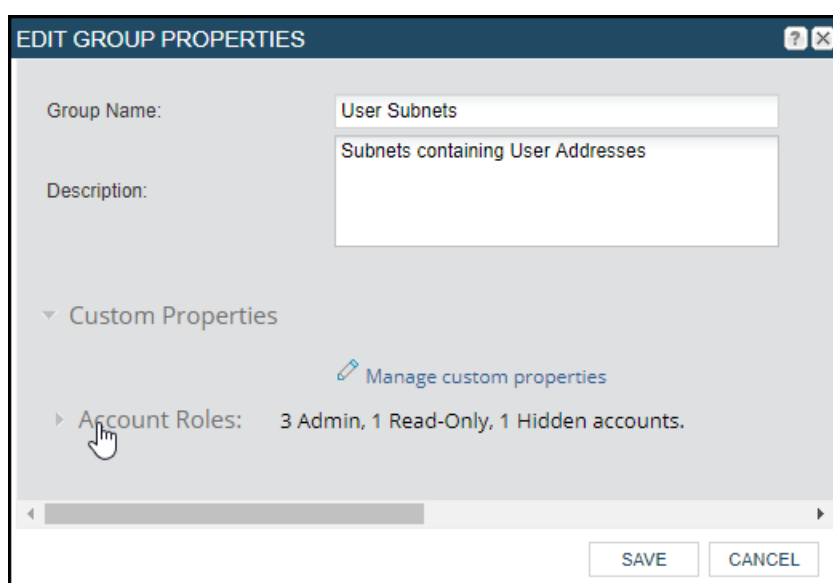 EDIT GROUP PROPERTIES
Group Name: User Subnets
Description: Subnets containing User Addresses
Custom Properties
Manage custom properties
Account Roles: 3 Admin, 1 Read-Only, 1 Hidden accounts.
SAVE CANCEL